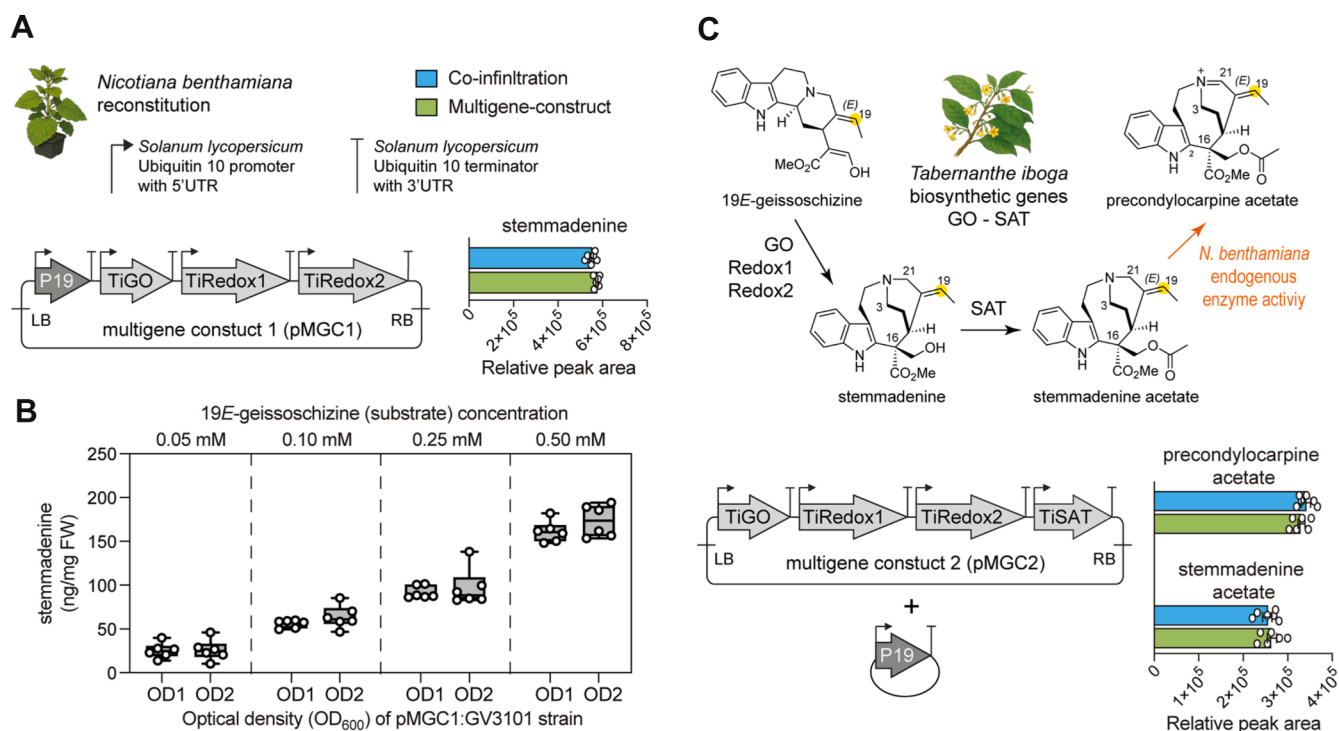 A
Nicotiana benthamiana
reconstitution
Co-infinltration
Multigene-construct
Solanum lycopersicum
Ubiquitin 10 promoter
with 5'UTR
Solanum lycopersicum
Ubiquitin 10 terminator
with 3'UTR
P19
TiGO
TiRedox1
TiRedox2
LB
RB
multigene constuct 1 (pMGC1)
stemmadenine
2×10⁵
4×10⁵
6×10⁵
8×10⁵
0
Relative peak area
B
19E-geissoschizine (substrate) concentration
0.05 mM
0.10 mM
0.25 mM
0.50 mM
stemmadenine
(ng/mg FW)
250
200
150
100
50
0
OD1
OD2
OD1
OD2
OD1
OD2
OD1
OD2
Optical density (OD₆₀₀) of pMGC1:GV3101 strain
C
N
(E)
19
N
H
H
MeO₂C
OH
19E-geissoschizine
Tabernanthe iboga
biosynthetic genes
GO - SAT
N
+
21
(E)
19
3
H
16
2
N
H
O
CO₂Me
O
precondylocarpine acetate
GO
Redox1
Redox2
N
21
19
3
H
16
OH
N
H
CO₂Me
stemmadenine
SAT
N
21
(E)
19
3
H
16
O
N
H
CO₂Me
O
stemmadenine acetate
N. benthamiana
endogenous
enzyme activiy
TiGO
TiRedox1
TiRedox2
TiSAT
LB
RB
multigene constuct 2 (pMGC2)
+
P19
precondylocarpine
acetate
stemmadenine
acetate
0
1×10⁵
2×10⁵
3×10⁵
4×10⁵
Relative peak area